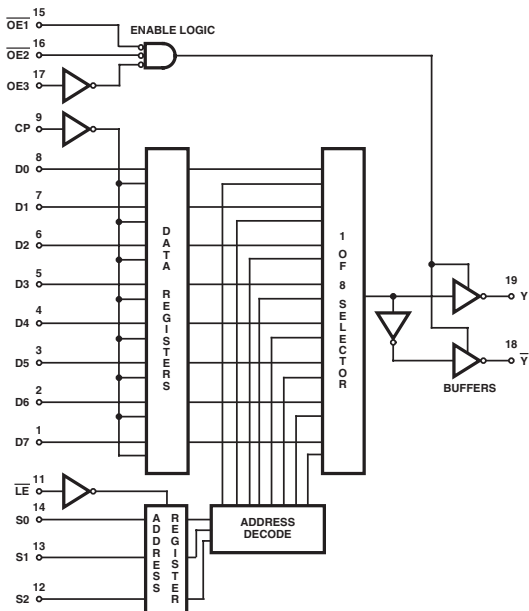 15
OE1
ENABLE LOGIC
16
OE2
17
OE3
9
CP
8
D0
7
D1
6
D2
5
D3
4
D4
3
D5
2
D6
1
D7
DATA REGISTERS
1 OF 8 SELECTOR
19
Y
18
Y
BUFFERS
11
LE
14
S0
13
S1
12
S2
ADDRESS
REGISTER
ADDRESS
DECODE